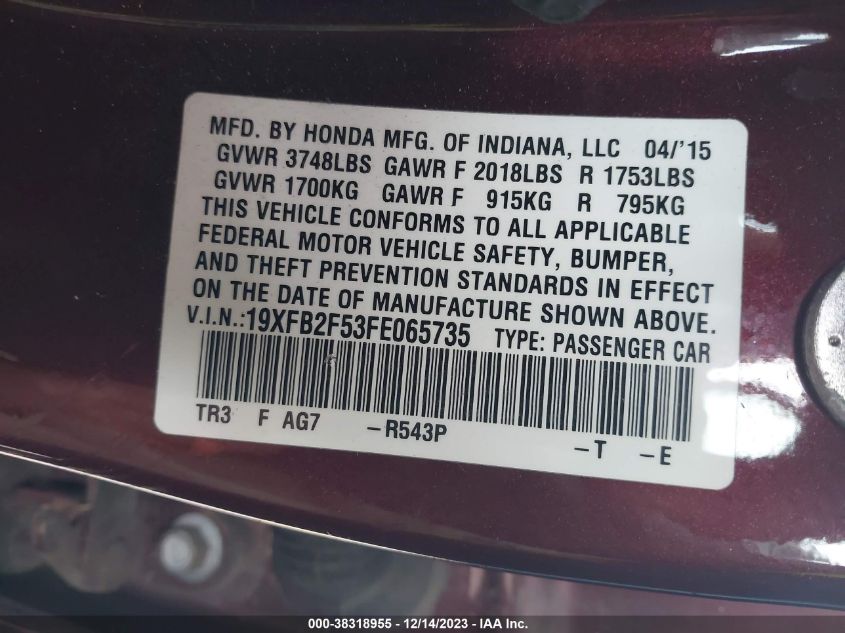 MFD. BY HONDA MFG. OF INDIANA, LLC 04/'15
GVWR 3748LBS GAWR F 2018LBS R 1753LBS
GVWR 1700KG GAWR F 915KG R 795KG
THIS VEHICLE CONFORMS TO ALL APPLICABLE
FEDERAL MOTOR VEHICLE SAFETY, BUMPER,
AND THEFT PREVENTION STANDARDS IN EFFECT
ON THE DATE OF MANUFACTURE SHOWN ABOVE.
V.I.N.:19XFB2F53FE065735 TYPE: PASSENGER CAR
TR3 F AG7 -R543P -T -E
000-38318955 - 12/14/2023 - IAA Inc.